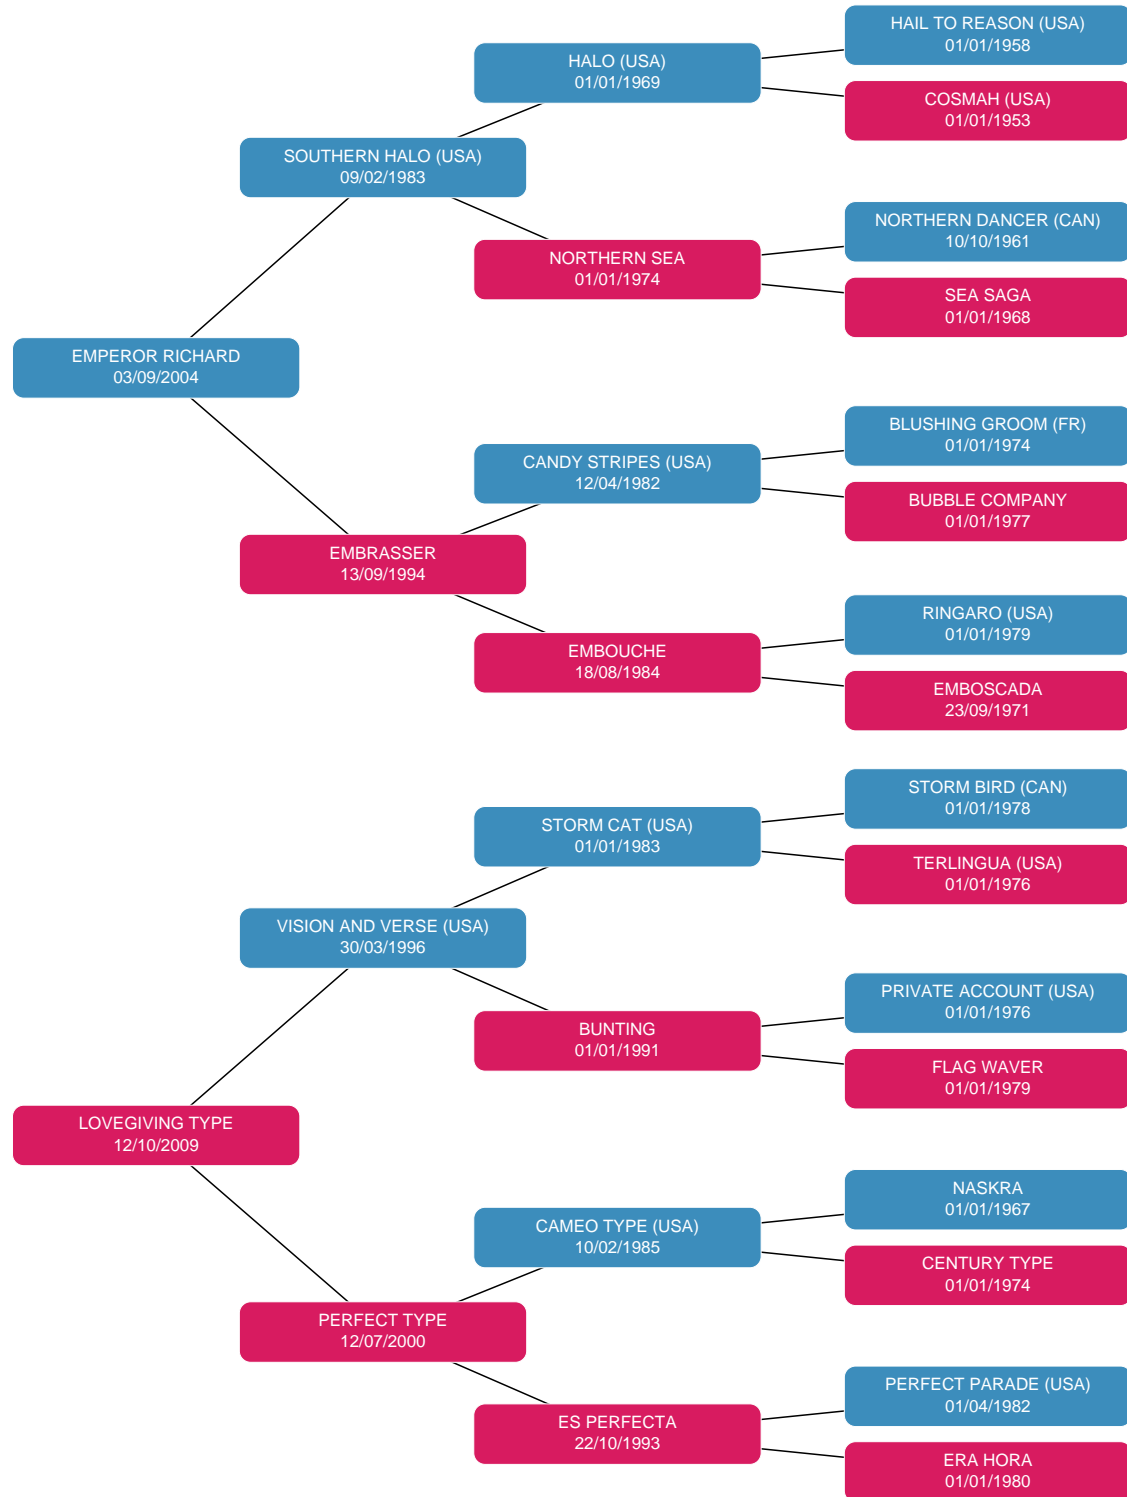 HAIL TO REASON (USA)
01/01/1958
HALO (USA)
01/01/1969
COSMAH (USA)
01/01/1953
SOUTHERN HALO (USA)
09/02/1983
NORTHERN DANCER (CAN)
10/10/1961
NORTHERN SEA
01/01/1974
SEA SAGA
01/01/1968
EMPEROR RICHARD
03/09/2004
BLUSHING GROOM (FR)
01/01/1974
CANDY STRIPES (USA)
12/04/1982
BUBBLE COMPANY
01/01/1977
EMBRASSER
13/09/1994
RINGARO (USA)
01/01/1979
EMBOUCHE
18/08/1984
EMBOSCADA
23/09/1971
STORM BIRD (CAN)
01/01/1978
STORM CAT (USA)
01/01/1983
TERLINGUA (USA)
01/01/1976
VISION AND VERSE (USA)
30/03/1996
PRIVATE ACCOUNT (USA)
01/01/1976
BUNTING
01/01/1991
FLAG WAVER
01/01/1979
LOVEGIVING TYPE
12/10/2009
NASKRA
01/01/1967
CAMEO TYPE (USA)
10/02/1985
CENTURY TYPE
01/01/1974
PERFECT TYPE
12/07/2000
PERFECT PARADE (USA)
01/04/1982
ES PERFECTA
22/10/1993
ERA HORA
01/01/1980